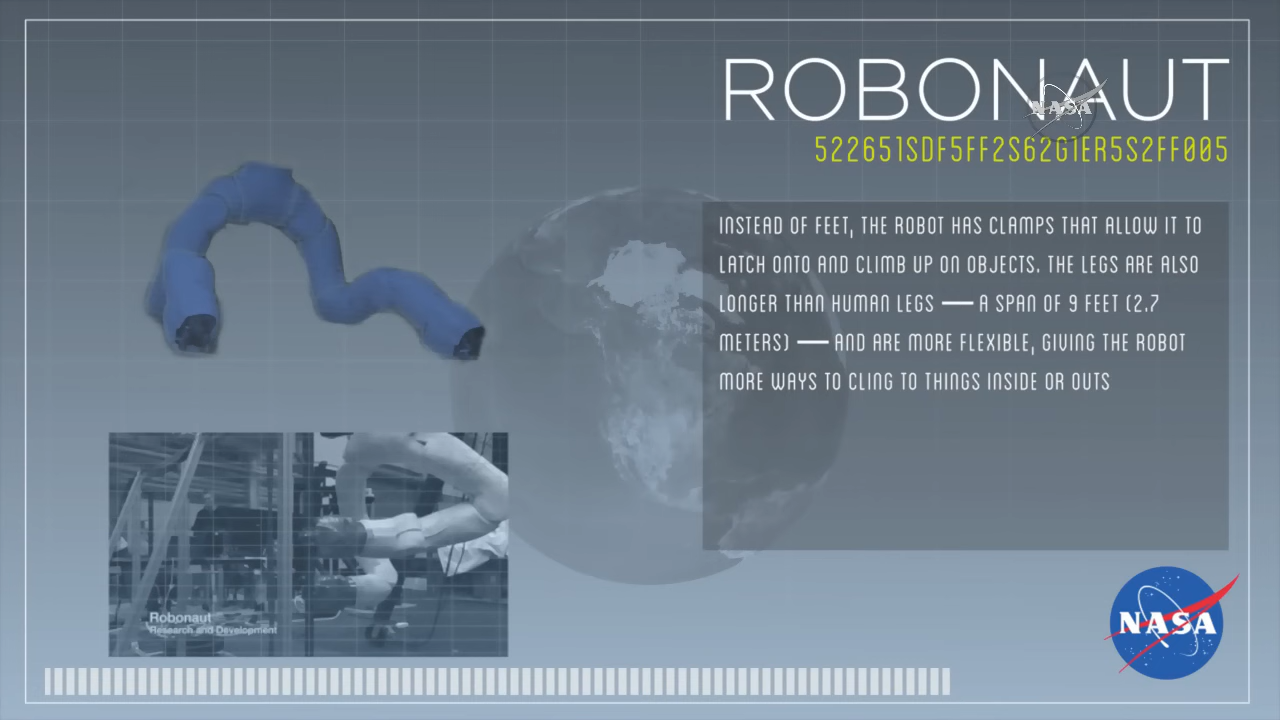 ROBONAUT
NASA
522651SDF5FF2S62G1ER5S2FF005
INSTEAD OF FEET, THE ROBOT HAS CLAMPS THAT ALLOW IT TO
LATCH ONTO AND CLIMB UP ON OBJECTS. THE LEGS ARE ALSO
LONGER THAN HUMAN LEGS — A SPAN OF 9 FEET (2.7
METERS) — AND ARE MORE FLEXIBLE, GIVING THE ROBOT
MORE WAYS TO CLING TO THINGS INSIDE OR OUTS
Robonaut
Research and Development
NASA